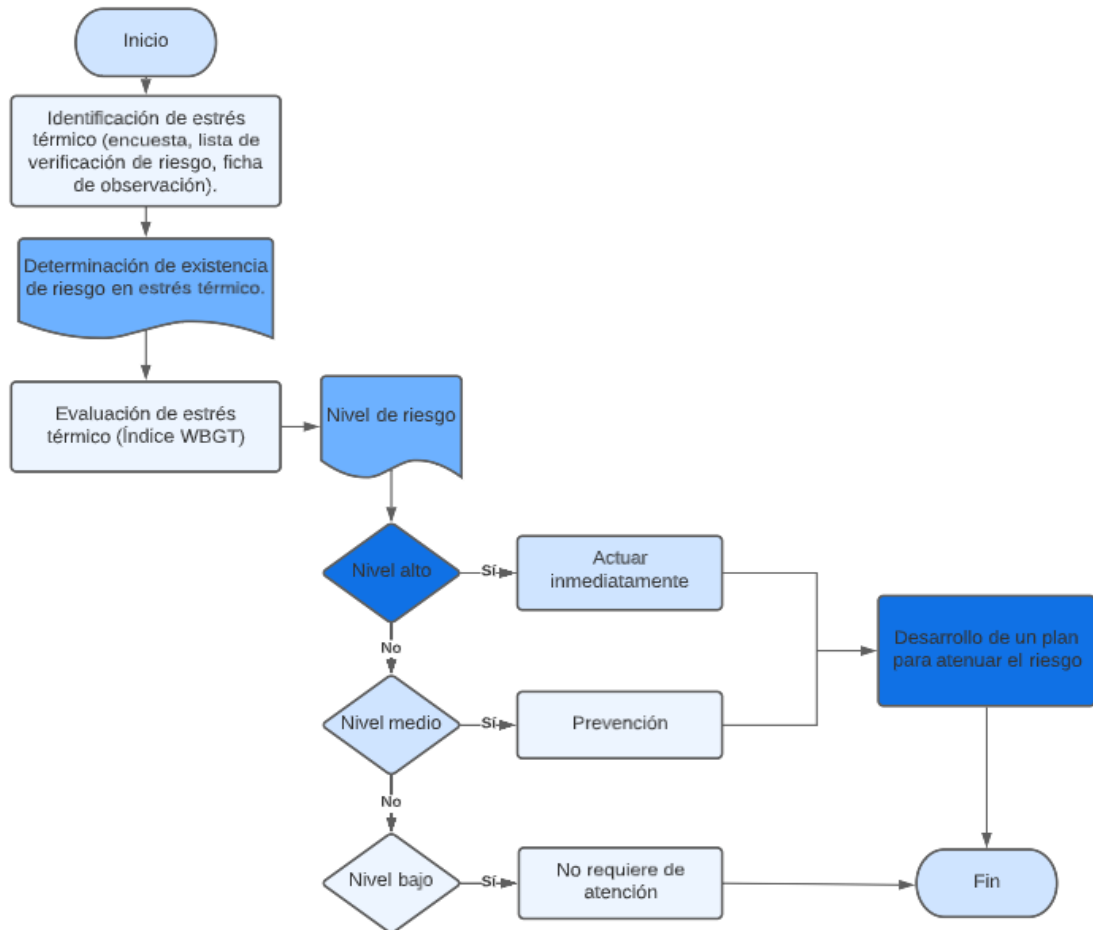 Inicio
Identificación de estrés
térmico (encuesta, lista de
verificación de riesgo, ficha
de observación).
Determinación de existencia
de riesgo en estrés térmico.
Evaluación de estrés
térmico (Índice WBGT)
Nivel de riesgo
Nivel alto
Sí
Actuar
inmediatamente
No
Desarrollo de un plan
para atenuar el riesgo
Nivel medio
Sí
Prevención
No
Nivel bajo
Sí
No requiere de
atención
Fin